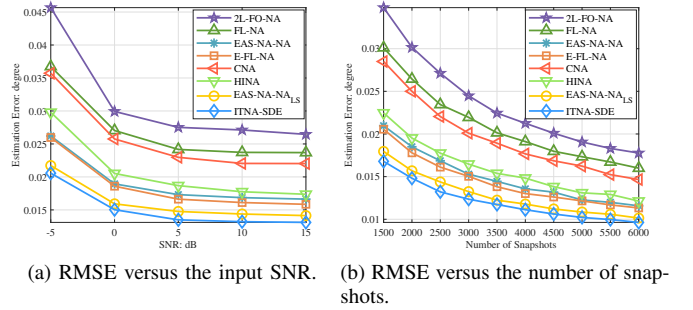 0.045
0.04
0.035
0.03
0.025
0.02
0.015
Estimation Error: degree
2L-FO-NA
FL-NA
EAS-NA-NA
E-FL-NA
CNA
HINA
EAS-NA-NA_LS
ITNA-SDE
-5 0 5 10 15
SNR: dB
(a) RMSE versus the input SNR.
0.03
0.025
0.02
0.015
0.01
Estimation Error: degree
2L-FO-NA
FL-NA
EAS-NA-NA
E-FL-NA
CNA
HINA
EAS-NA-NA_LS
ITNA-SDE
1500 2000 2500 3000 3500 4000 4500 5000 5500 6000
Number of Snapshots
(b) RMSE versus the number of snap-
shots.